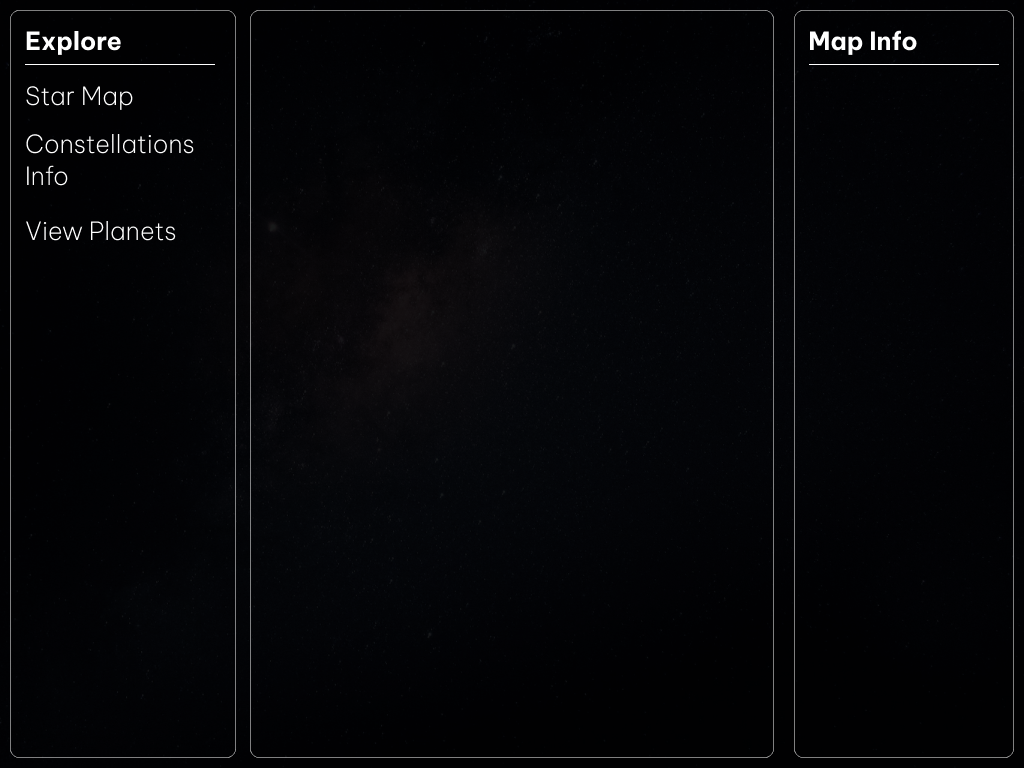 Explore
Star Map
Constellations
Info
View Planets
Map Info